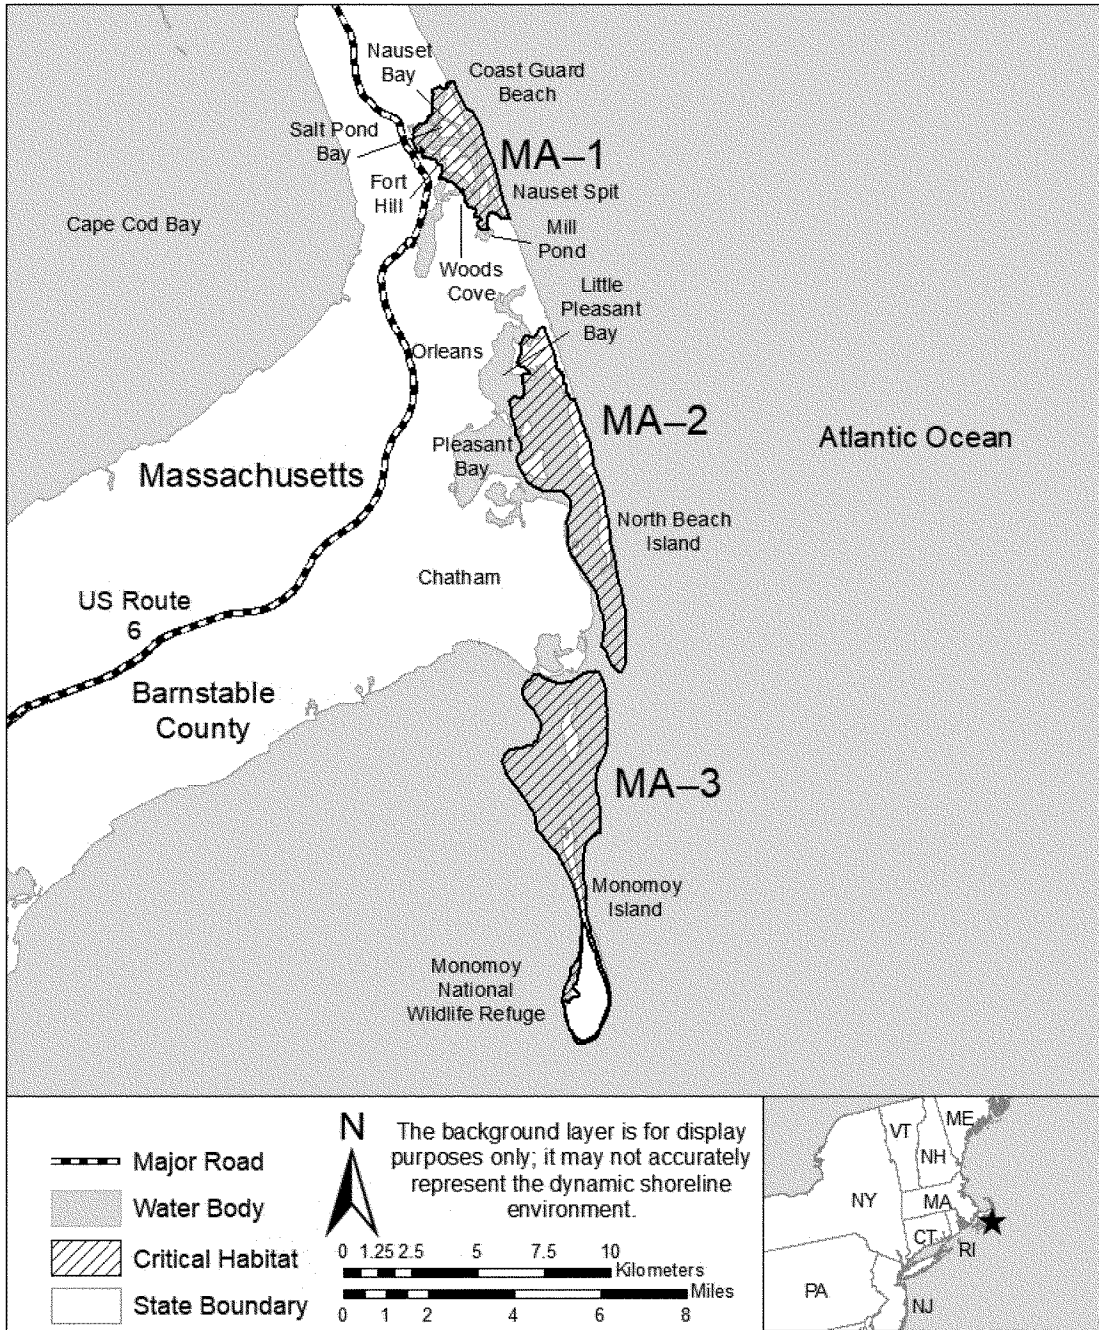 Nauset
Bay
Coast Guard
Beach
Salt Pond
Bay
MA–1
Fort
Hill
Nauset Spit
Cape Cod Bay
Mill
Pond
Woods
Cove
Little
Pleasant
Bay
Orleans
MA–2
Atlantic Ocean
Pleasant
Bay
Massachusetts
North Beach
Island
Chatham
US Route
6
Barnstable
County
MA–3
Monomoy
Island
Monomoy
National
Wildlife Refuge
Major Road
Water Body
Critical Habitat
State Boundary
N
The background layer is for display
purposes only; it may not accurately
represent the dynamic shoreline
environment.
0 1.25 2.5 5 7.5 10
Kilometers
Miles
0 1 2 4 6 8
ME
VT
NH
NY
MA
CT
RI
PA
NJ